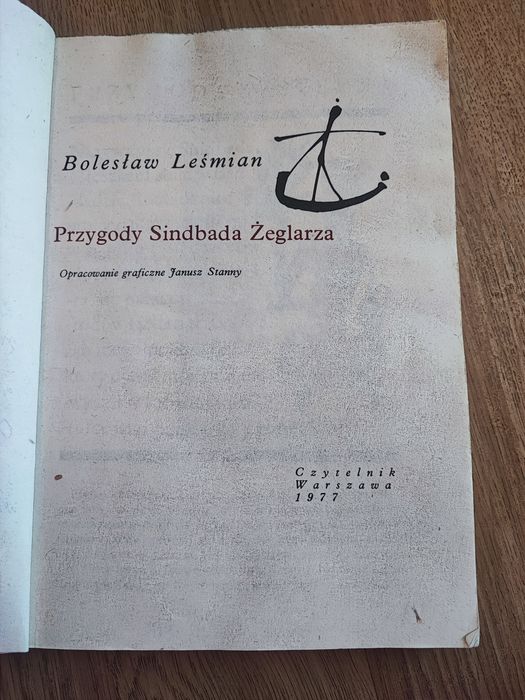 Bolesław Leśmian
Przygody Sindbada Żeglarza
Opracowanie graficzne Janusz Stanny
Czytelnik
Warszawa
1977